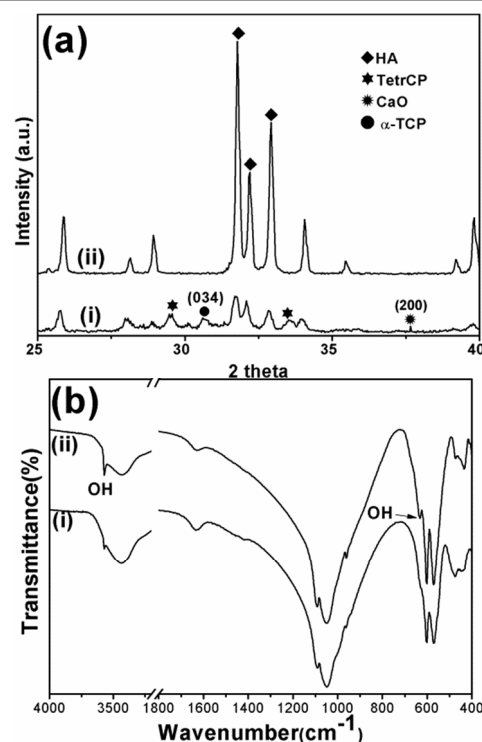 (a)
HA
TetrCP
CaO
α-TCP
Intensity (a.u.)
(ii)
(i)
(034)
(200)
25 30 35 40
2 theta
(b)
(ii)
OH
(i)
OH
Transmittance(%)
4000 3500 1800 1600 1400 1200 1000 800 600 400
Wavenumber(cm-1)